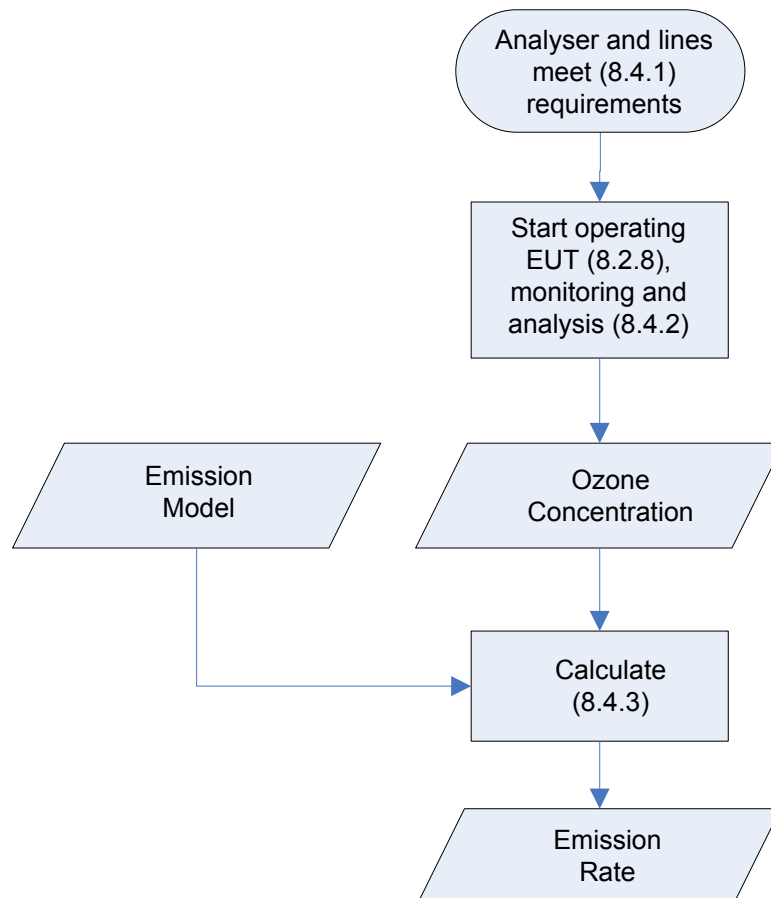 Analyser and lines
meet (8.4.1)
requirements
Start operating
EUT (8.2.8),
monitoring and
analysis (8.4.2)
Emission
Model
Ozone
Concentration
Calculate
(8.4.3)
Emission
Rate